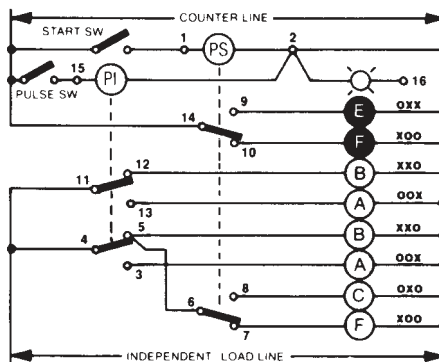 COUNTER LINE
START SW
1
PS
2
PULSE SW
15
PI
16
9
E
OXX
14
10
F
XOO
12
B
XXO
11
13
A
OOX
5
B
XXO
4
3
A
OOX
8
C
OXO
6
7
F
XOO
INDEPENDENT LOAD LINE